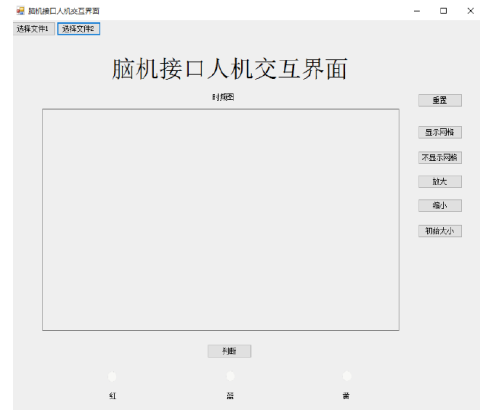 脑机接口人机交互界面
选择文件1 选择文件2
脑机接口人机交互界面
时频图
重置
显示网格
不显示网格
放大
缩小
初始大小
判断
红 蓝 黄